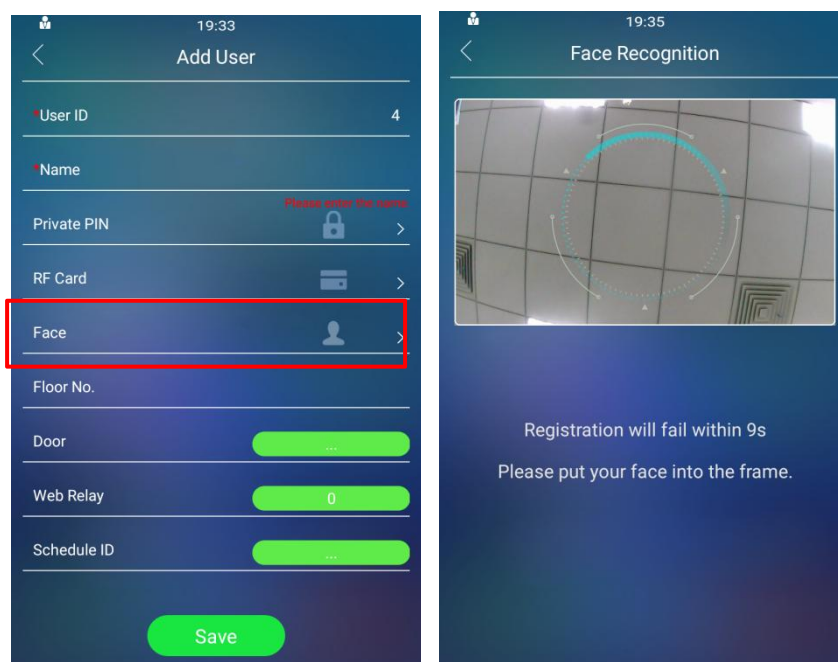 19:33
Add User
*User ID 4
*Name
Please enter the name
Private PIN
RF Card
Face
Floor No.
Door ...
Web Relay 0
Schedule ID ...
Save
19:35
Face Recognition
Registration will fail within 9s
Please put your face into the frame.